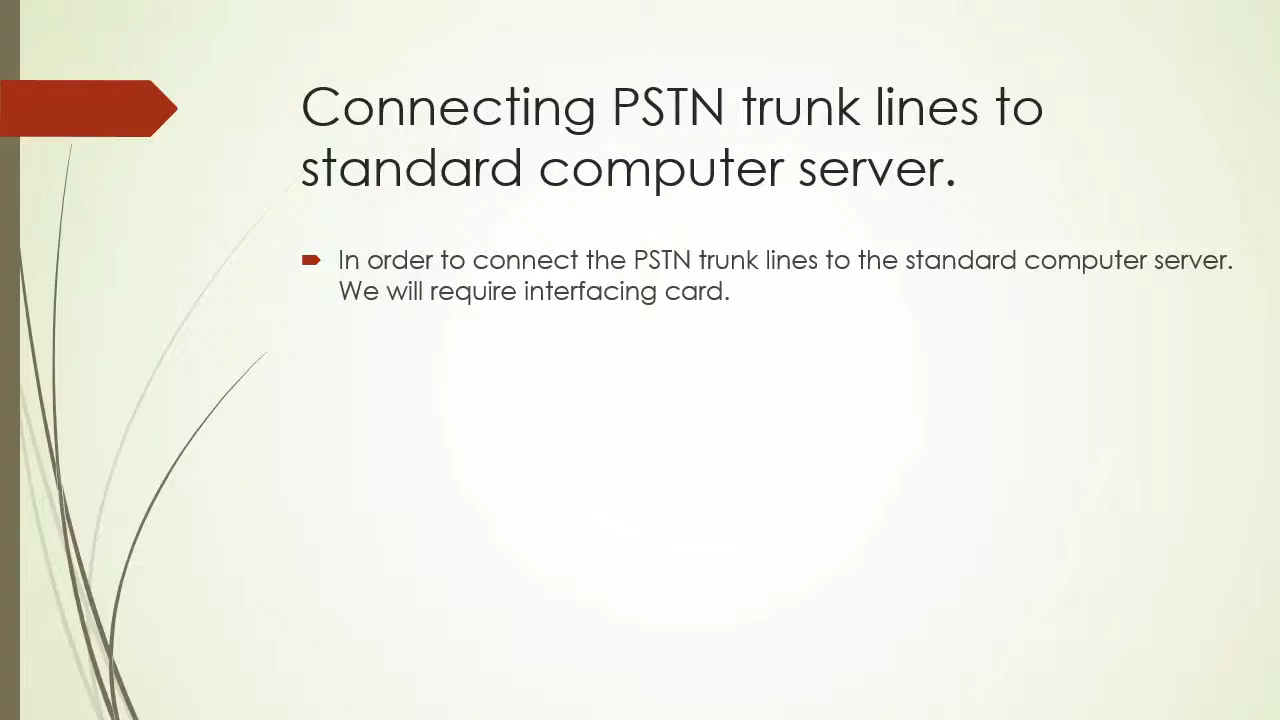 Connecting PSTN trunk lines to
standard computer server.
In order to connect the PSTN trunk lines to the standard computer server.
We will require interfacing card.